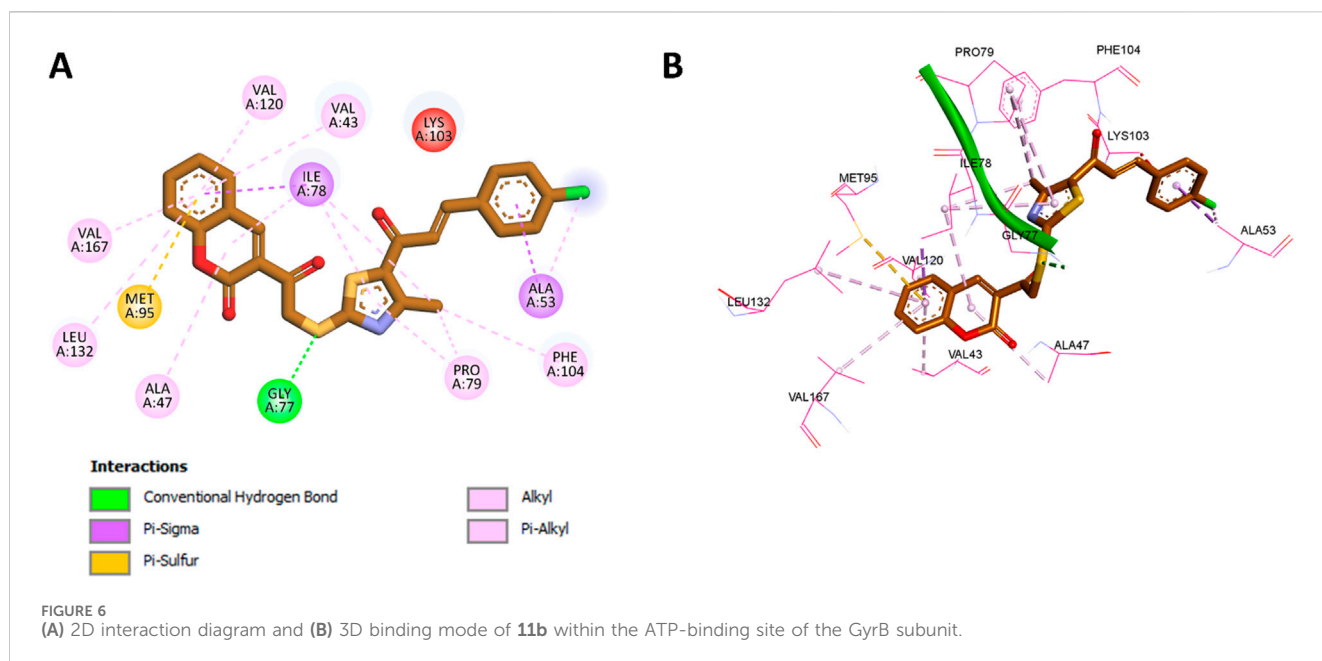 A
VAL
A:120
VAL
A:43
LYS
A:103
ILE
A:78
VAL
A:167
MET
A:95
LEU
A:132
ALA
A:47
GLY
A:77
PRO
A:79
PHE
A:104
ALA
A:53
Interactions
Conventional Hydrogen Bond
Pi-Sigma
Pi-Sulfur
Alkyl
Pi-Alkyl
B
PRO79
PHE104
LYS103
ILE78
MET95
GLY77
ALA53
VAL120
LEU132
VAL43
ALA47
VAL167
FIGURE 6
(A) 2D interaction diagram and (B) 3D binding mode of 11b within the ATP-binding site of the GyrB subunit.